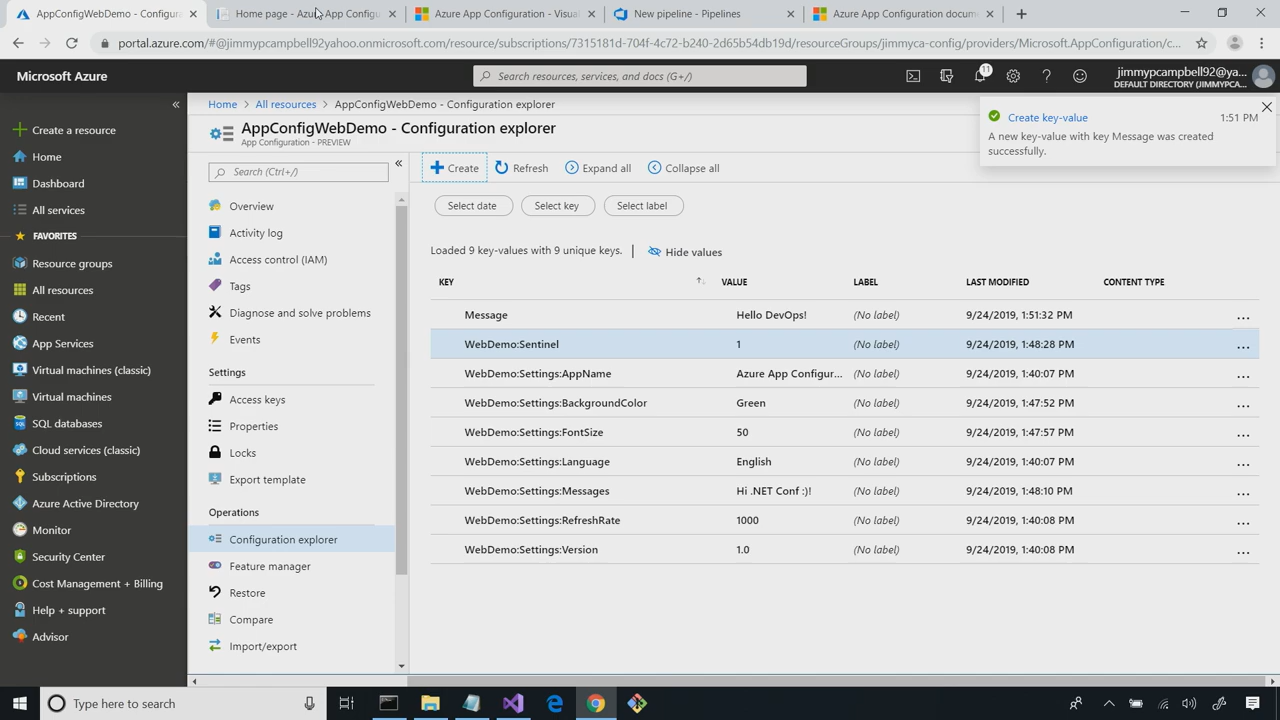 AppConfigWebDemo - Configura
Home page - Azure App Configu
Azure App Configuration - Visual
New pipeline - Pipelines
Azure App Configuration docum
portal.azure.com/#@jimmypcampbell92yahoo.onmicrosoft.com/resource/subscriptions/7315181d-704f-4c72-b240-2d65b54db19d/resourceGroups/jimmyca-config/providers/Microsoft.AppConfiguration/c...
Microsoft Azure
Search resources, services, and docs (G+/)
11
jimmypcampbell92@ya...
DEFAULT DIRECTORY (JIMMYPCA...
Create a resource
Home
Dashboard
All services
FAVORITES
Resource groups
All resources
Recent
App Services
Virtual machines (classic)
Virtual machines
SQL databases
Cloud services (classic)
Subscriptions
Azure Active Directory
Monitor
Security Center
Cost Management + Billing
Help + support
Advisor
Home
All resources
AppConfigWebDemo - Configuration explorer
AppConfigWebDemo - Configuration explorer
App Configuration - PREVIEW
Search (Ctrl+/)
Overview
Activity log
Access control (IAM)
Tags
Diagnose and solve problems
Events
Settings
Access keys
Properties
Locks
Export template
Operations
Configuration explorer
Feature manager
Restore
Compare
Import/export
Create key-value 1:51 PM
A new key-value with key Message was created
successfully.
Create Refresh Expand all Collapse all
Select date Select key Select label
Loaded 9 key-values with 9 unique keys. | Hide values
KEY VALUE LABEL LAST MODIFIED CONTENT TYPE
Message Hello DevOps! (No label) 9/24/2019, 1:51:32 PM ...
WebDemo:Sentinel 1 (No label) 9/24/2019, 1:48:28 PM ...
WebDemo:Settings:AppName Azure App Configur... (No label) 9/24/2019, 1:40:07 PM ...
WebDemo:Settings:BackgroundColor Green (No label) 9/24/2019, 1:47:52 PM ...
WebDemo:Settings:FontSize 50 (No label) 9/24/2019, 1:47:57 PM ...
WebDemo:Settings:Language English (No label) 9/24/2019, 1:40:07 PM ...
WebDemo:Settings:Messages Hi .NET Conf :)! (No label) 9/24/2019, 1:48:10 PM ...
WebDemo:Settings:RefreshRate 1000 (No label) 9/24/2019, 1:40:08 PM ...
WebDemo:Settings:Version 1.0 (No label) 9/24/2019, 1:40:08 PM ...
Type here to search